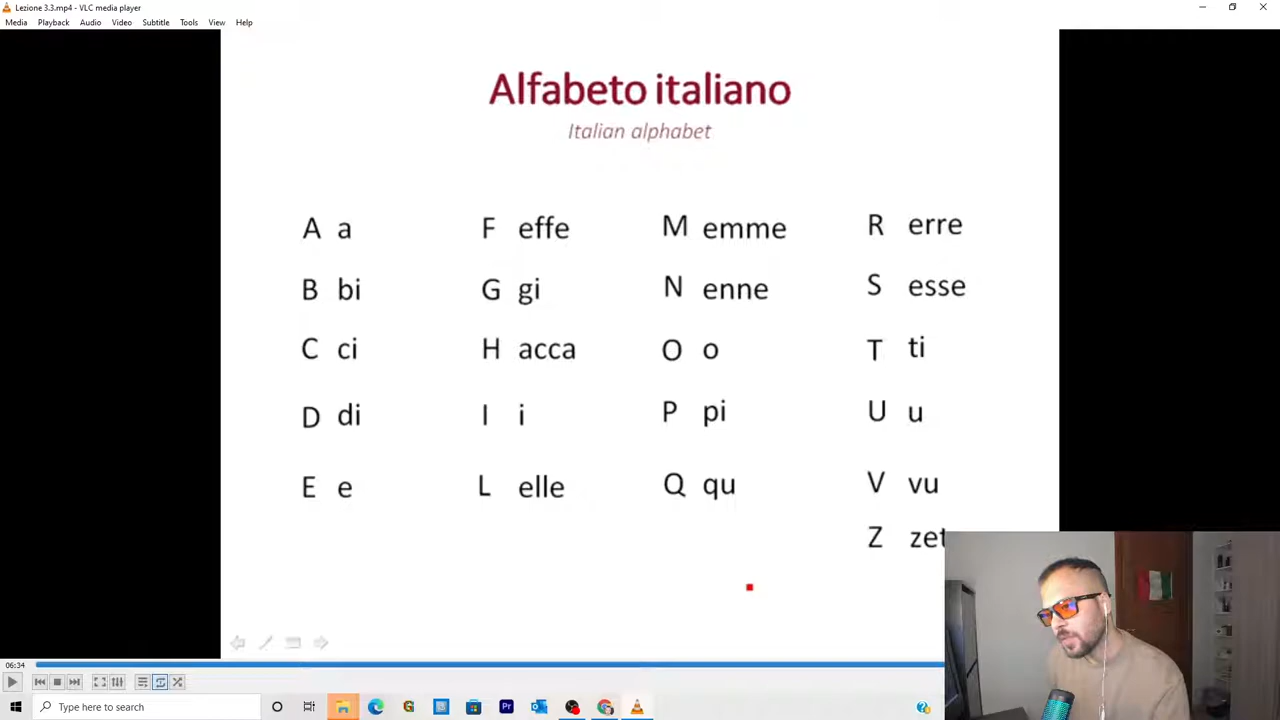 Lezione 3.3.mp4 - VLC media player
Media Playback Audio Video Subtitle Tools View Help
Alfabeto italiano
Italian alphabet
A a
B bi
C ci
D di
E e
F effe
G gi
H acca
I i
L elle
M emme
N enne
O o
P pi
Q qu
R erre
S esse
T ti
U u
V vu
Z
06:34
Type here to search